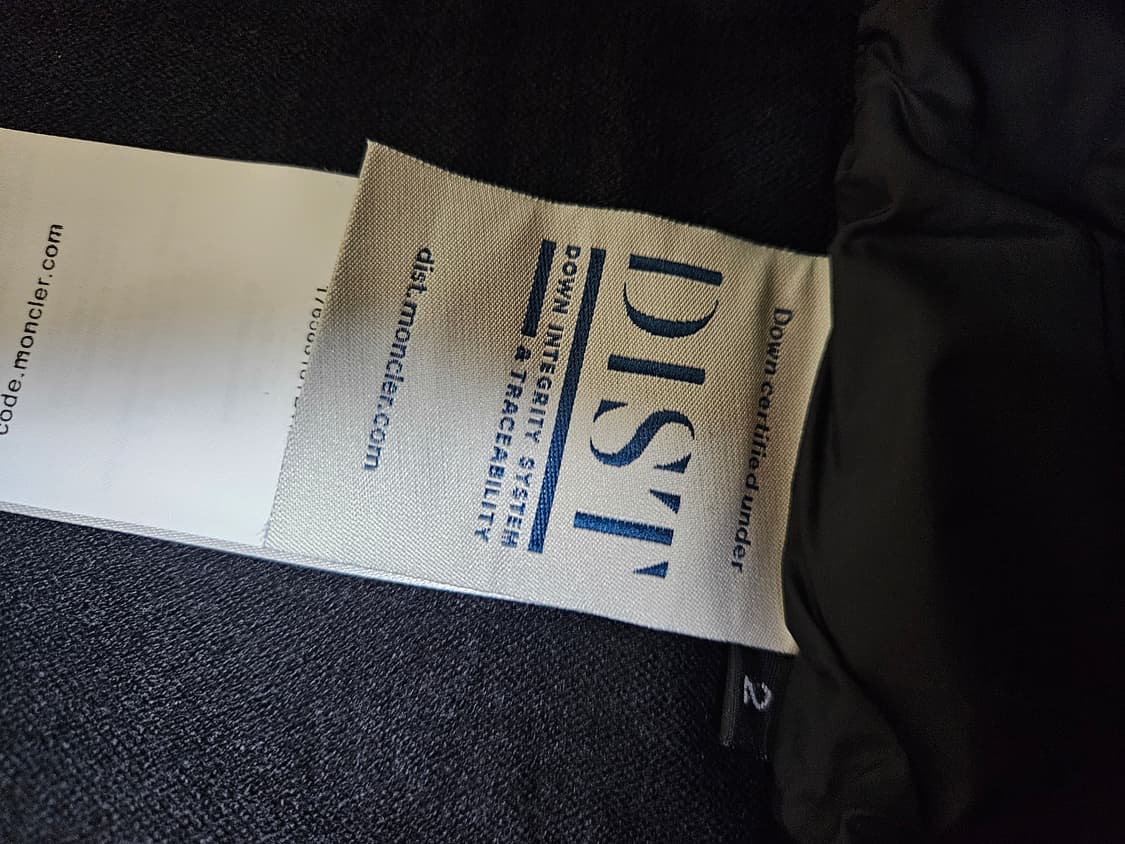 Down certified under
DIST
DOWN INTEGRITY SYSTEM
& TRACEABILITY
dist.moncler.com
code.moncler.com
2